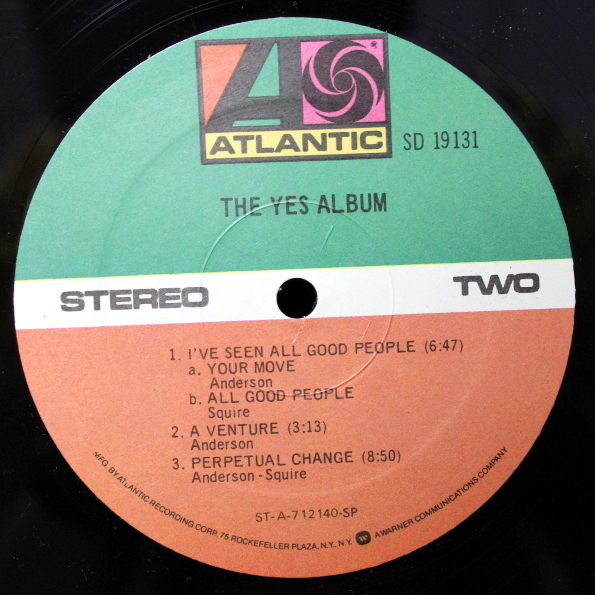 ATLANTIC
SD 19131
THE YES ALBUM
STEREO
TWO
1. I'VE SEEN ALL GOOD PEOPLE (6:47)
a. YOUR MOVE
Anderson
b. ALL GOOD PEOPLE
Squire
2. A VENTURE (3:13)
Anderson
3. PERPETUAL CHANGE (8:50)
Anderson-Squire
ST-A-712140-SP
MFG. BY ATLANTIC RECORDING CORP. 75 ROCKEFELLER PLAZA, N.Y., N.Y. A WARNER COMMUNICATIONS COMPANY